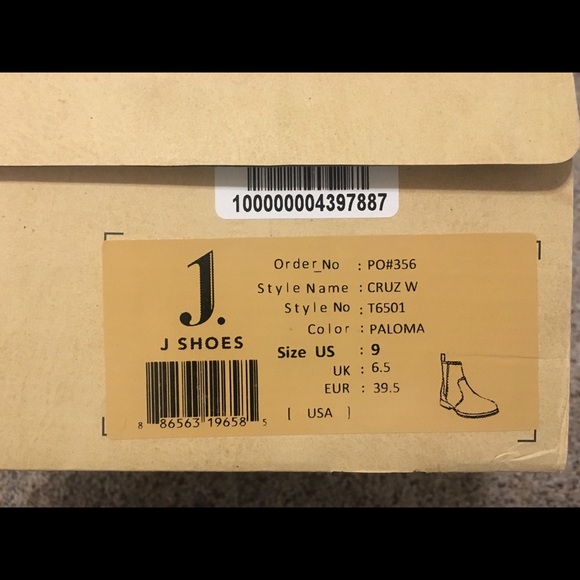 100000004397887
J.
J SHOES
8 86563 19658 5
Order_No : PO#356
Style Name : CRUZ W
Style No : T6501
Color : PALOMA
Size US : 9
UK : 6.5
EUR : 39.5
[ USA ]